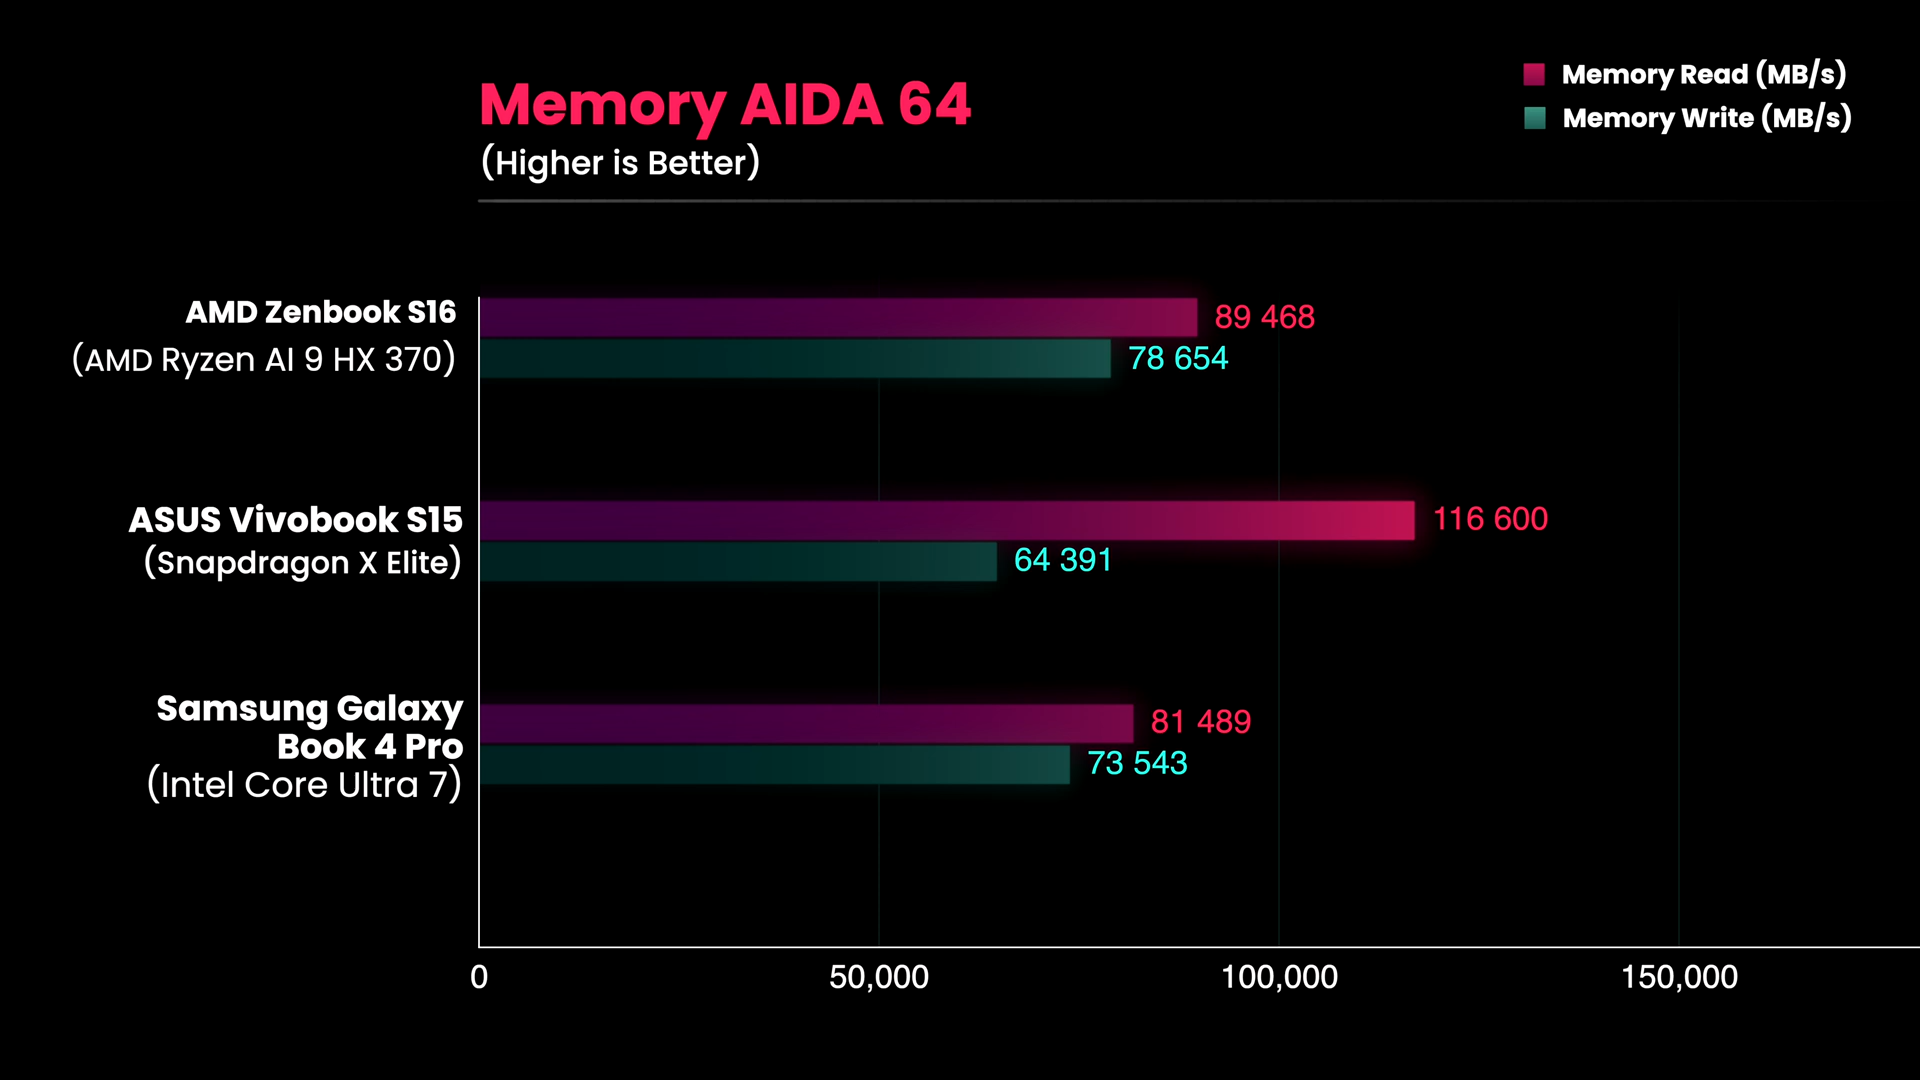 Memory AIDA 64
(Higher is Better)
Memory Read (MB/s)
Memory Write (MB/s)
AMD Zenbook S16
(AMD Ryzen AI 9 HX 370)
89 468
78 654
ASUS Vivobook S15
(Snapdragon X Elite)
116 600
64 391
Samsung Galaxy
Book 4 Pro
(Intel Core Ultra 7)
81 489
73 543
0
50,000
100,000
150,000